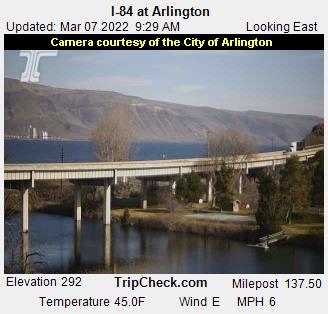 I-84 at Arlington
Updated: Mar 07 2022 9:29 AM Looking East
Camera courtesy of the City of Arlington
Elevation 292 TripCheck.com Milepost 137.50
Temperature 45.0F Wind E MPH 6